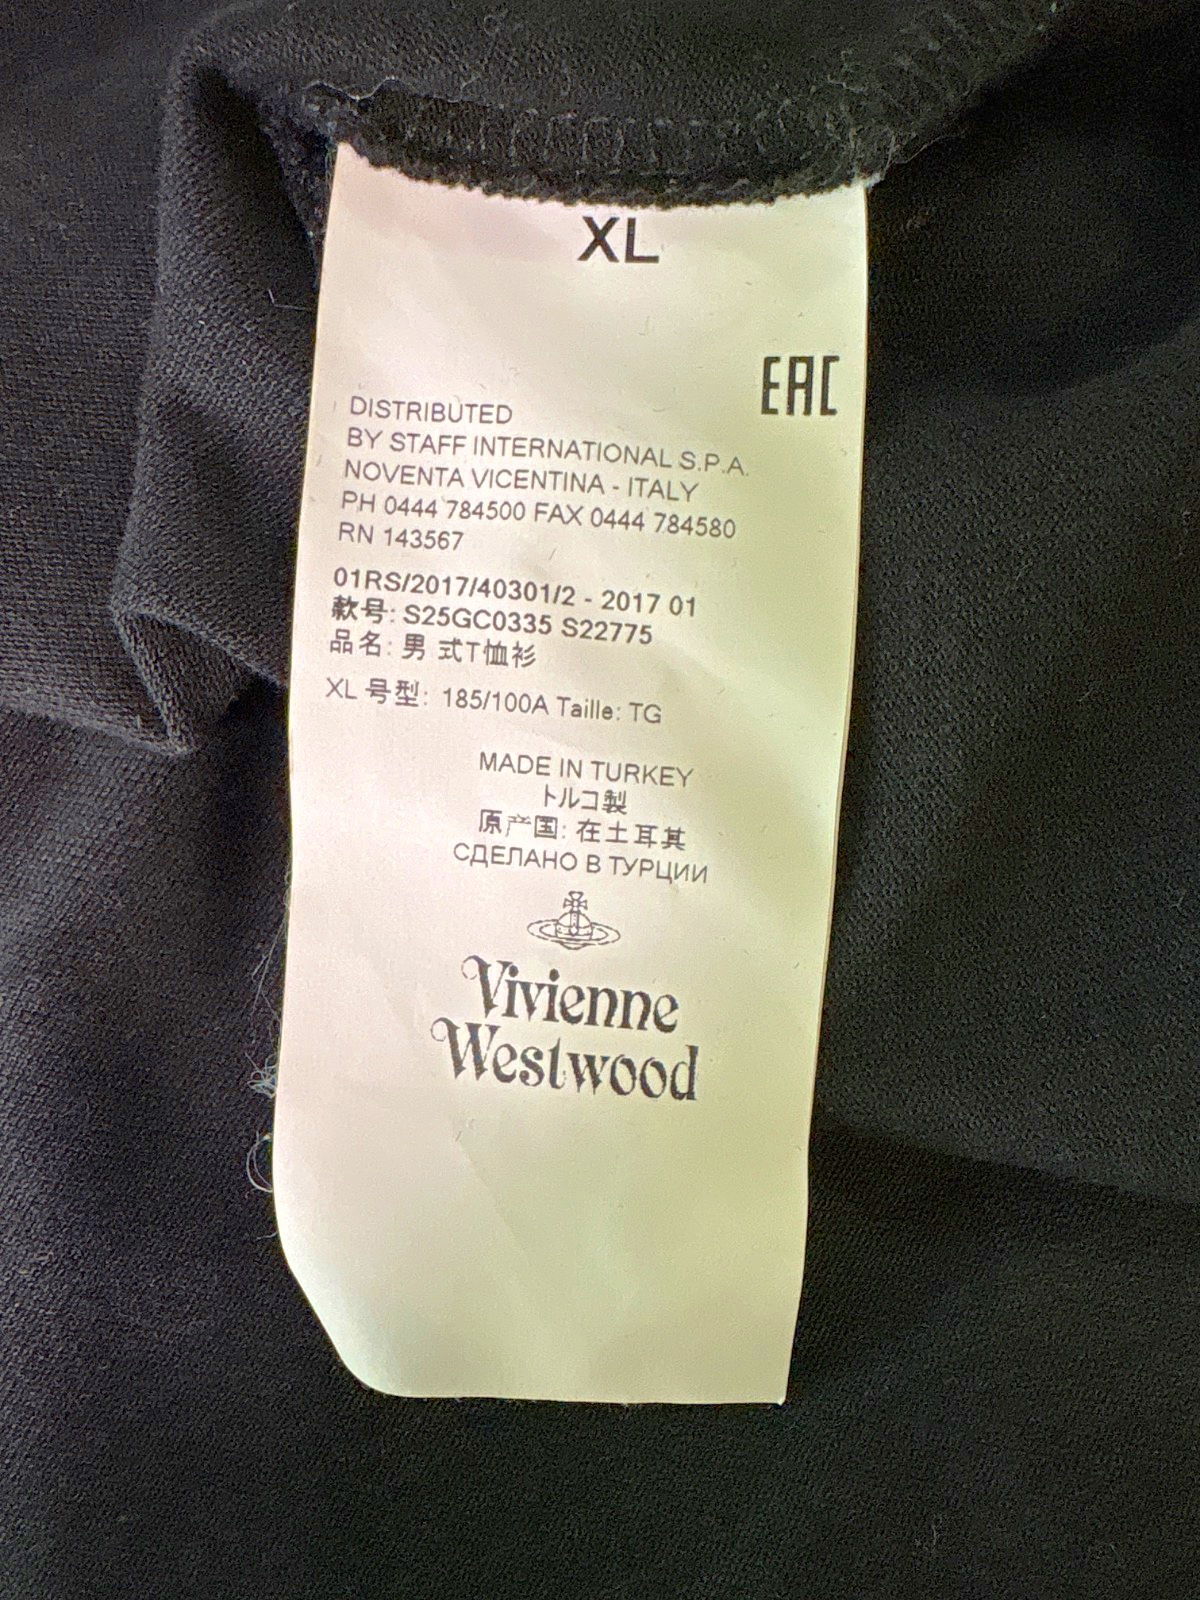 XL
EAC
DISTRIBUTED
BY STAFF INTERNATIONAL S.P.A.
NOVENTA VICENTINA - ITALY
PH 0444 784500 FAX 0444 784580
RN 143567
01RS/2017/40301/2 - 2017 01
款号: S25GC0335 S22775
品名: 男 式T恤衫
XL 号型: 185/100A Taille: TG
MADE IN TURKEY
トルコ製
原产国: 在土耳其
СДЕЛАНО В ТУРЦИИ
Vivienne
Westwood